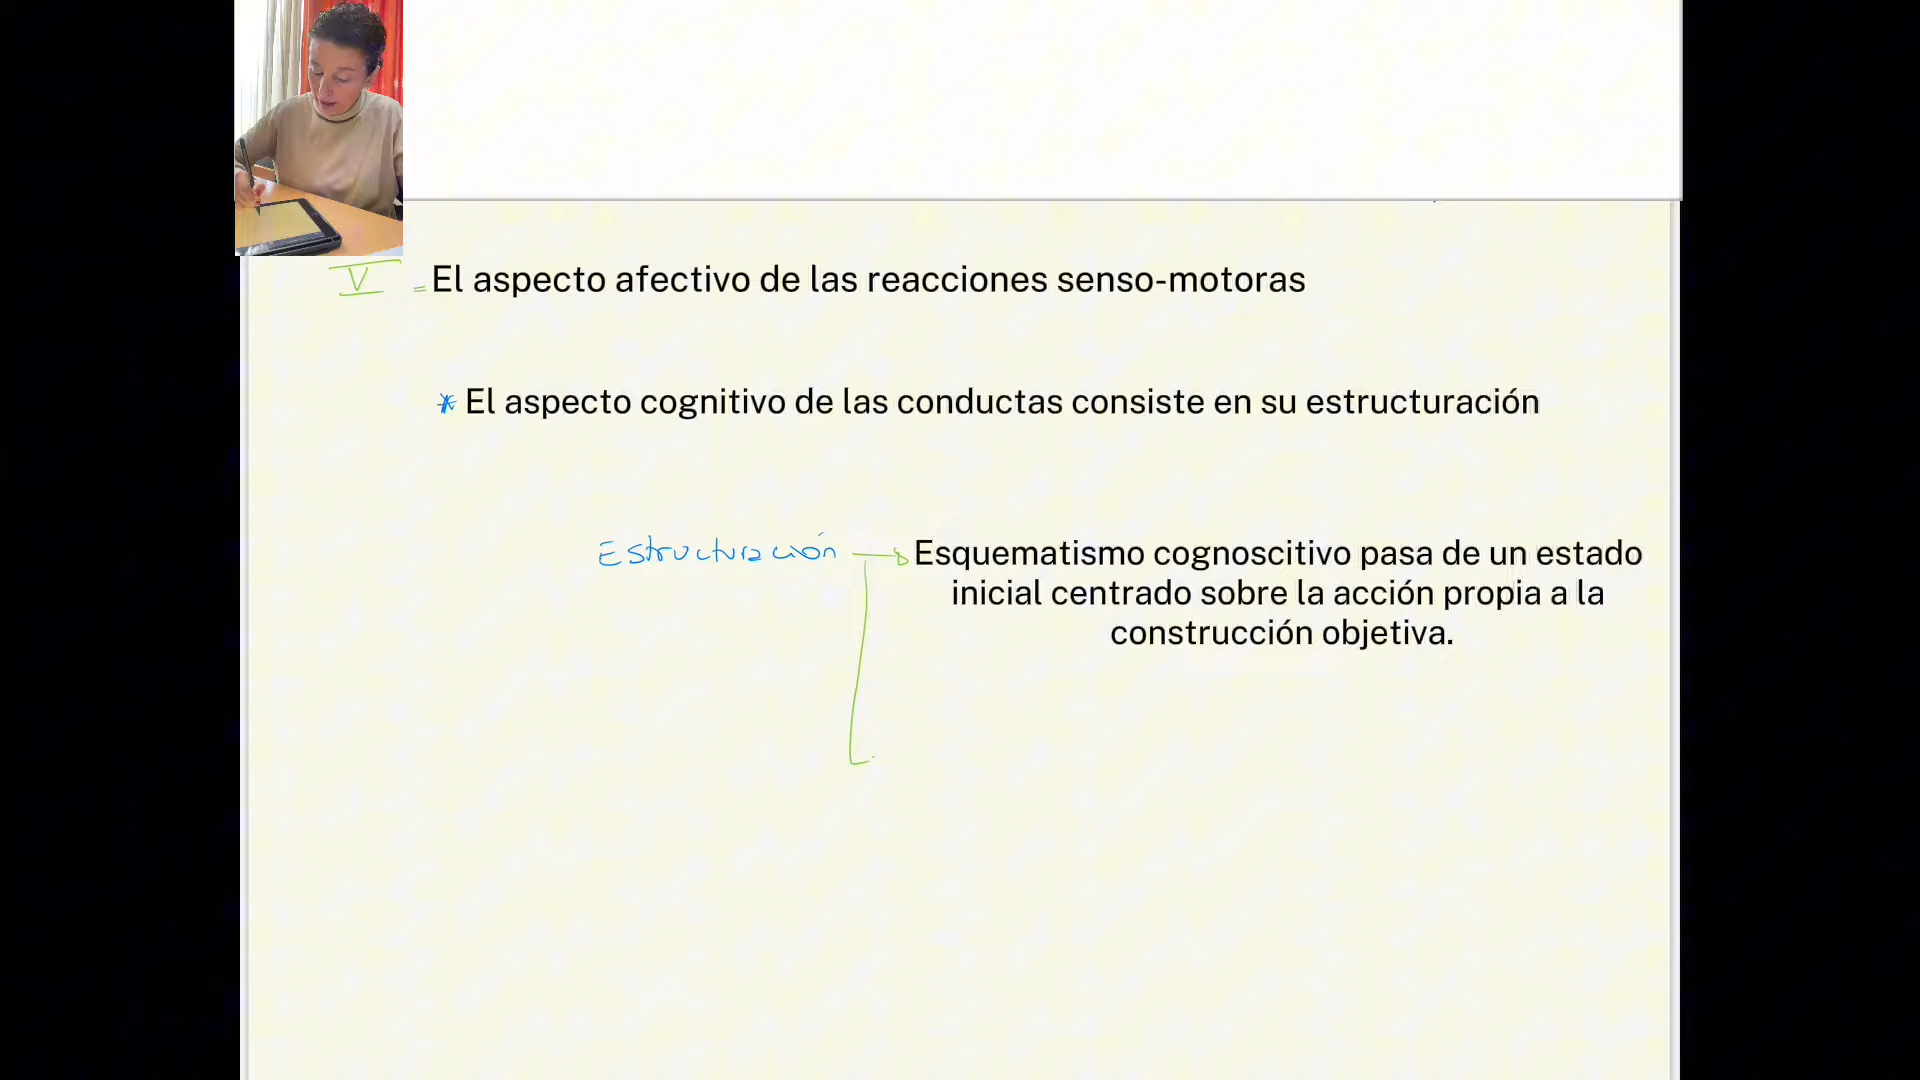 V = El aspecto afectivo de las reacciones senso-motoras
* El aspecto cognitivo de las conductas consiste en su estructuración
Estructuración → Esquematismo cognoscitivo pasa de un estado
inicial centrado sobre la acción propia a la
construcción objetiva.